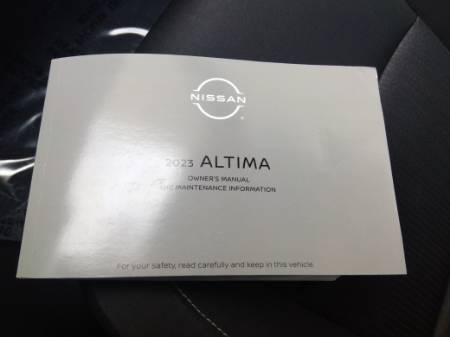 NISSAN
2023 ALTIMA
OWNER'S MANUAL
MAINTENANCE INFORMATION
For your safety, read carefully and keep in this vehicle.